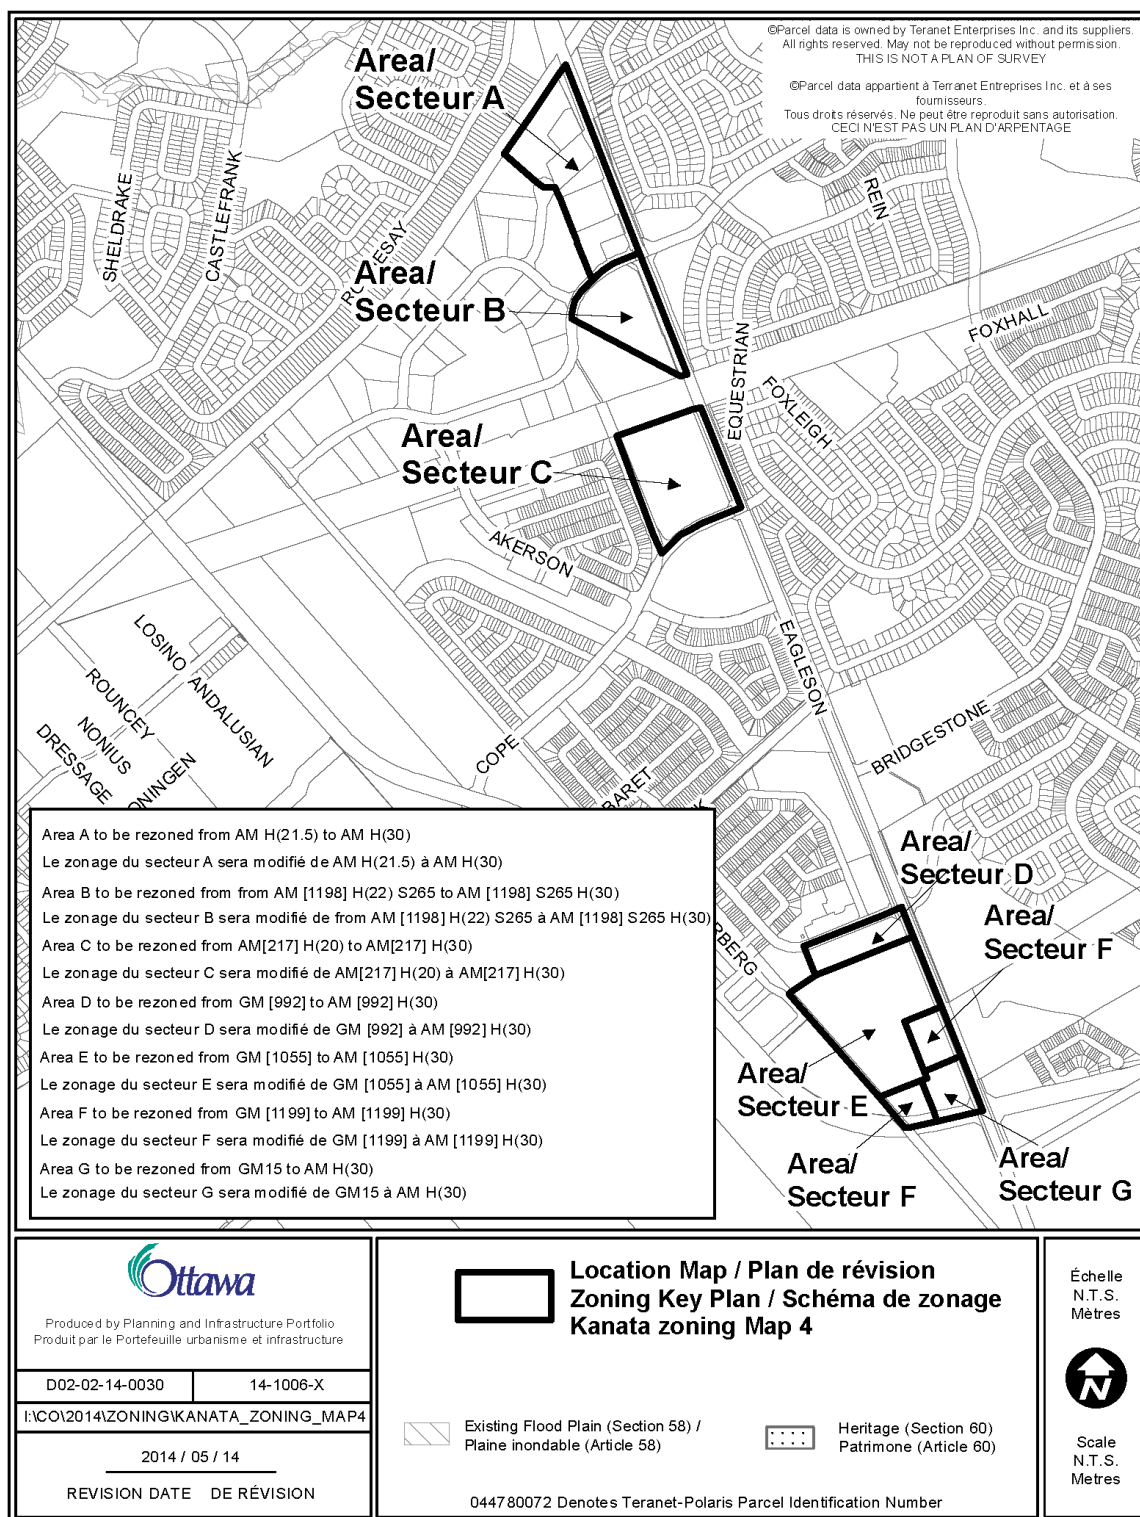 ©Parcel data is owned by Teranet Enterprises Inc. and its suppliers.
All rights reserved. May not be reproduced without permission.
THIS IS NOT A PLAN OF SURVEY
©Parcel data appartient à Terranet Entreprises Inc. et à ses
fournisseurs.
Tous droits réservés. Ne peut être reproduit sans autorisation.
CECI N'EST PAS UN PLAN D'ARPENTAGE
Area/
Secteur A
SHELDRAKE
CASTLEFRANK
REIN
Area/
Secteur B
FOXHALL
EQUESTRIAN
FOXLEIGH
Area/
Secteur C
AKERSON
EAGLESON
LOSINO
ANDALUSIAN
ROUNCEY
NONIUS
DRESSAGE
ONINGEN
COPE
BRIDGESTONE
BARET
RBERG
Area/
Secteur D
Area/
Secteur F
Area/
Secteur E
Area/
Secteur F
Area/
Secteur G
Area A to be rezoned from AM H(21.5) to AM H(30)
Le zonage du secteur A sera modifié de AM H(21.5) à AM H(30)
Area B to be rezoned from from AM [1198] H(22) S265 to AM [1198] S265 H(30)
Le zonage du secteur B sera modifié de from AM [1198] H(22) S265 à AM [1198] S265 H(30)
Area C to be rezoned from AM[217] H(20) to AM[217] H(30)
Le zonage du secteur C sera modifié de AM[217] H(20) à AM[217] H(30)
Area D to be rezoned from GM [992] to AM [992] H(30)
Le zonage du secteur D sera modifié de GM [992] à AM [992] H(30)
Area E to be rezoned from GM [1055] to AM [1055] H(30)
Le zonage du secteur E sera modifié de GM [1055] à AM [1055] H(30)
Area F to be rezoned from GM [1199] to AM [1199] H(30)
Le zonage du secteur F sera modifié de GM [1199] à AM [1199] H(30)
Area G to be rezoned from GM15 to AM H(30)
Le zonage du secteur G sera modifié de GM15 à AM H(30)
Ottawa
Produced by Planning and Infrastructure Portfolio
Produit par le Portefeuille urbanisme et infrastructure
D02-02-14-0030
14-1006-X
I:\CO\2014\ZONING\KANATA_ZONING_MAP4
2014 / 05 / 14
REVISION DATE DE RÉVISION
Location Map / Plan de révision
Zoning Key Plan / Schéma de zonage
Kanata zoning Map 4
Existing Flood Plain (Section 58) /
Plaine inondable (Article 58)
Heritage (Section 60)
Patrimone (Article 60)
044780072 Denotes Teranet-Polaris Parcel Identification Number
Échelle
N.T.S.
Mètres
N
Scale
N.T.S.
Metres